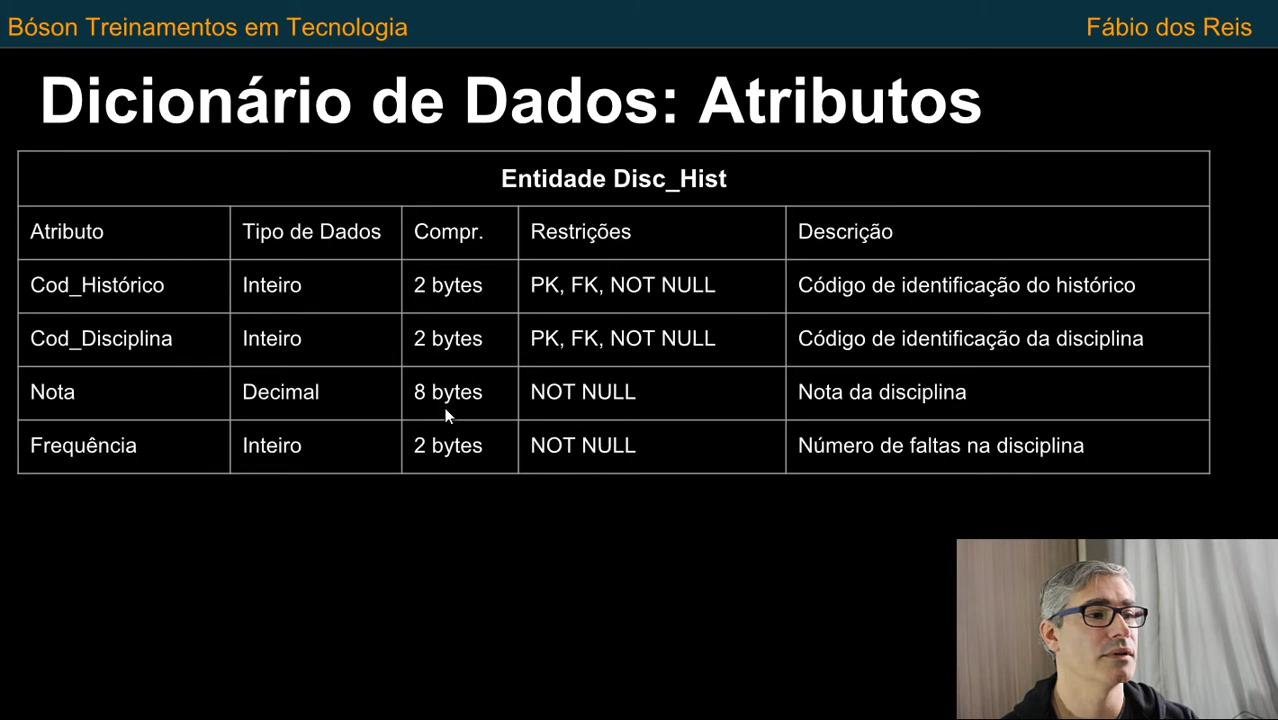 Bóson Treinamentos em Tecnologia Fábio dos Reis
Dicionário de Dados: Atributos
Entidade Disc_Hist
Atributo Tipo de Dados Compr. Restrições Descrição
Cod_Histórico Inteiro 2 bytes PK, FK, NOT NULL Código de identificação do histórico
Cod_Disciplina Inteiro 2 bytes PK, FK, NOT NULL Código de identificação da disciplina
Nota Decimal 8 bytes NOT NULL Nota da disciplina
Frequência Inteiro 2 bytes NOT NULL Número de faltas na disciplina